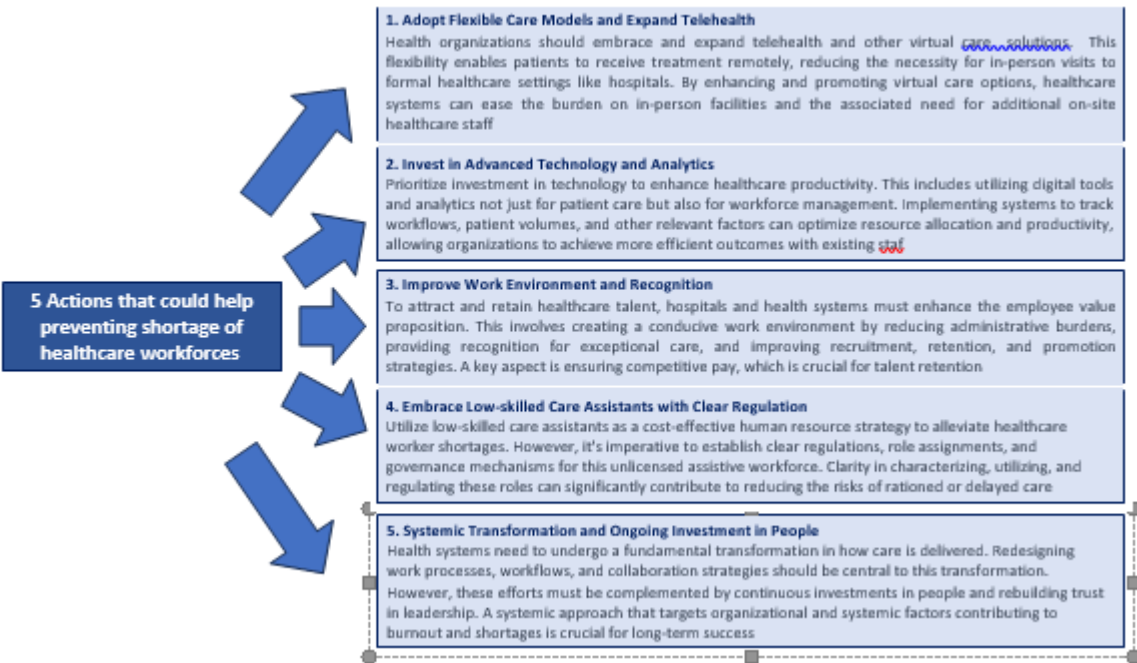 5 Actions that could help
preventing shortage of
healthcare workforces
1. Adopt Flexible Care Models and Expand Telehealth
Health organizations should embrace and expand telehealth and other virtual care solutions. This
flexibility enables patients to receive treatment remotely, reducing the necessity for in-person visits to
formal healthcare settings like hospitals. By enhancing and promoting virtual care options, healthcare
systems can ease the burden on in-person facilities and the associated need for additional on-site
healthcare staff
2. Invest in Advanced Technology and Analytics
Prioritize investment in technology to enhance healthcare productivity. This includes utilizing digital tools
and analytics not just for patient care but also for workforce management. Implementing systems to track
workflows, patient volumes, and other relevant factors can optimize resource allocation and productivity,
allowing organizations to achieve more efficient outcomes with existing staf
3. Improve Work Environment and Recognition
To attract and retain healthcare talent, hospitals and health systems must enhance the employee value
proposition. This involves creating a conducive work environment by reducing administrative burdens,
providing recognition for exceptional care, and improving recruitment, retention, and promotion
strategies. A key aspect is ensuring competitive pay, which is crucial for talent retention
4. Embrace Low-skilled Care Assistants with Clear Regulation
Utilize low-skilled care assistants as a cost-effective human resource strategy to alleviate healthcare
worker shortages. However, it's imperative to establish clear regulations, role assignments, and
governance mechanisms for this unlicensed assistive workforce. Clarity in characterizing, utilizing, and
regulating these roles can significantly contribute to reducing the risks of rationed or delayed care
5. Systemic Transformation and Ongoing Investment in People
Health systems need to undergo a fundamental transformation in how care is delivered. Redesigning
work processes, workflows, and collaboration strategies should be central to this transformation.
However, these efforts must be complemented by continuous investments in people and rebuilding trust
in leadership. A systemic approach that targets organizational and systemic factors contributing to
burnout and shortages is crucial for long-term success